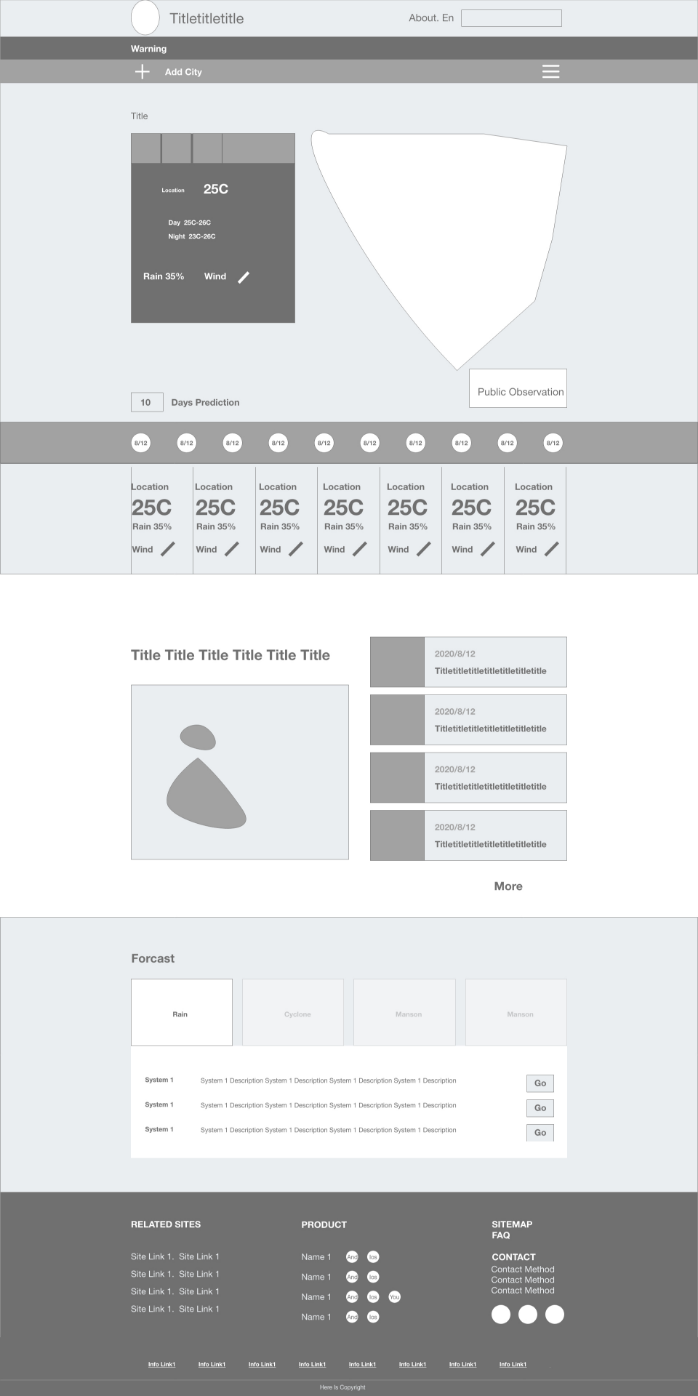 Titletitletitle
About. En
Warning
Add City
Title
Location 25C
Day 25C-26C
Night 23C-26C
Rain 35% Wind
Public Observation
10 Days Prediction
8/12 8/12 8/12 8/12 8/12 8/12 8/12 8/12 8/12 8/12
Location Location Location Location Location Location Location
25C 25C 25C 25C 25C 25C 25C
Rain 35% Rain 35% Rain 35% Rain 35% Rain 35% Rain 35% Rain 35%
Wind Wind Wind Wind Wind Wind Wind
Title Title Title Title Title Title
2020/8/12
Titletitletitletitletitletitletitle
2020/8/12
Titletitletitletitletitletitletitle
2020/8/12
Titletitletitletitletitletitletitle
2020/8/12
Titletitletitletitletitletitletitle
More
Forcast
Rain Cyclone Manson Manson
System 1 System 1 Description System 1 Description System 1 Description System 1 Description Go
System 1 System 1 Description System 1 Description System 1 Description System 1 Description Go
System 1 System 1 Description System 1 Description System 1 Description System 1 Description Go
RELATED SITES
Site Link 1. Site Link 1
Site Link 1. Site Link 1
Site Link 1. Site Link 1
Site Link 1. Site Link 1
PRODUCT
Name 1 And Ios
Name 1 And Ios
Name 1 And Ios You
Name 1 And Ios
SITEMAP
FAQ
CONTACT
Contact Method
Contact Method
Contact Method
Info Link1 Info Link1 Info Link1 Info Link1 Info Link1 Info Link1 Info Link1 Info Link1
Here Is Copyright